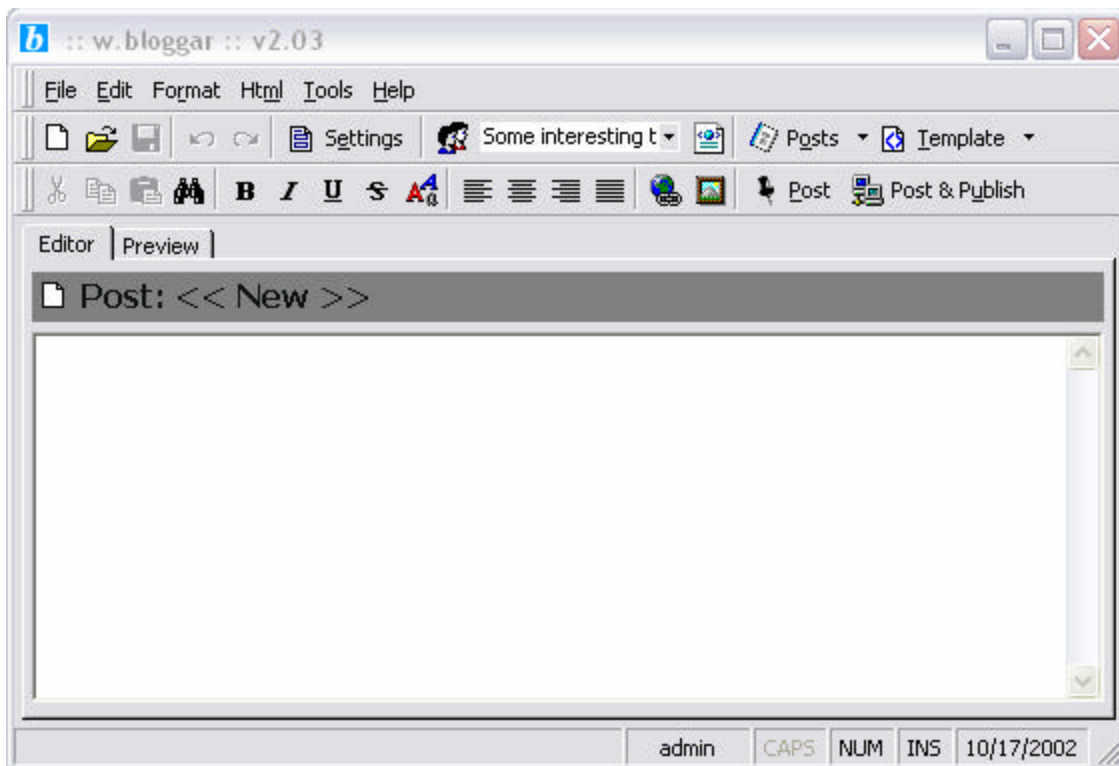 b :: w.bloggar :: v2.03
File Edit Format Html Tools Help
Settings Some interesting t Posts Template
B I U S A A a Post Post & Publish
Editor Preview
Post: << New >>
admin CAPS NUM INS 10/17/2002